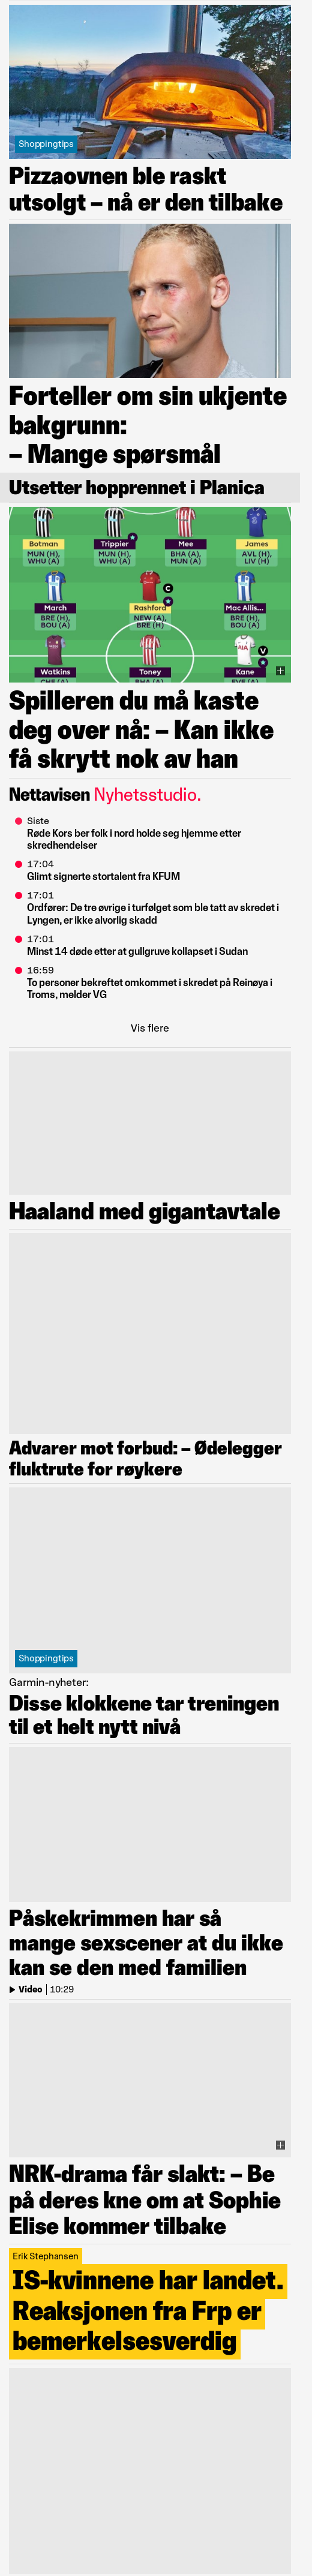 Shoppingtips
Pizzaovnen ble raskt
utsolgt – nå er den tilbake
Forteller om sin ukjente
bakgrunn:
– Mange spørsmål
Utsetter hopprennet i Planica
Botman Trippier Mee James
MUN (H), MUN (H), BHA (A), AVL (H),
WHU (A) WHU (A) MUN (A) LIV (H)
C
March Rashford Mac Allis...
BRE (H), NEW (A), BRE (H),
BOU (A) BRE (H) BOU (A)
V
Watkins Toney Kane
CHE (A) BHA (A) EVE (A)
Spilleren du må kaste
deg over nå: – Kan ikke
få skrytt nok av han
Nettavisen Nyhetsstudio.
Siste
Røde Kors ber folk i nord holde seg hjemme etter
skredhendelser
17:04
Glimt signerte stortalent fra KFUM
17:01
Ordfører: De tre øvrige i turfølget som ble tatt av skredet i
Lyngen, er ikke alvorlig skadd
17:01
Minst 14 døde etter at gullgruve kollapset i Sudan
16:59
To personer bekreftet omkommet i skredet på Reinøya i
Troms, melder VG
Vis flere
Haaland med gigantavtale
Advarer mot forbud: – Ødelegger
fluktrute for røykere
Shoppingtips
Garmin-nyheter:
Disse klokkene tar treningen
til et helt nytt nivå
Påskekrimmen har så
mange sexscener at du ikke
kan se den med familien
Video 10:29
NRK-drama får slakt: – Be
på deres kne om at Sophie
Elise kommer tilbake
Erik Stephansen
IS-kvinnene har landet.
Reaksjonen fra Frp er
bemerkelsesverdig